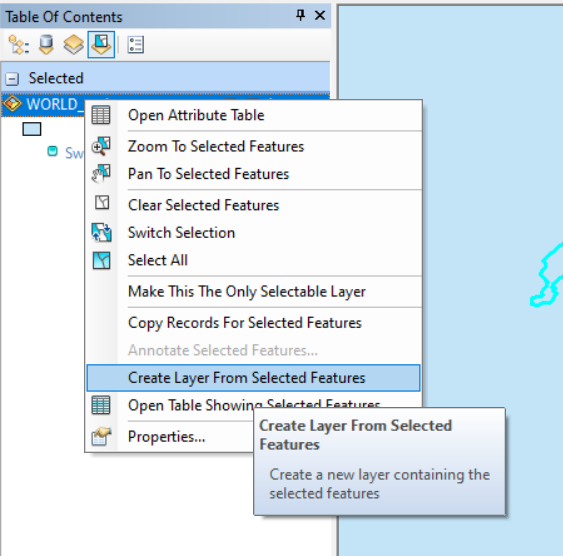 Table Of Contents
Selected
WORLD_
Sw
Open Attribute Table
Zoom To Selected Features
Pan To Selected Features
Clear Selected Features
Switch Selection
Select All
Make This The Only Selectable Layer
Copy Records For Selected Features
Annotate Selected Features...
Create Layer From Selected Features
Open Table Showing Selected Features
Properties...
Create Layer From Selected
Features
Create a new layer containing the
selected features